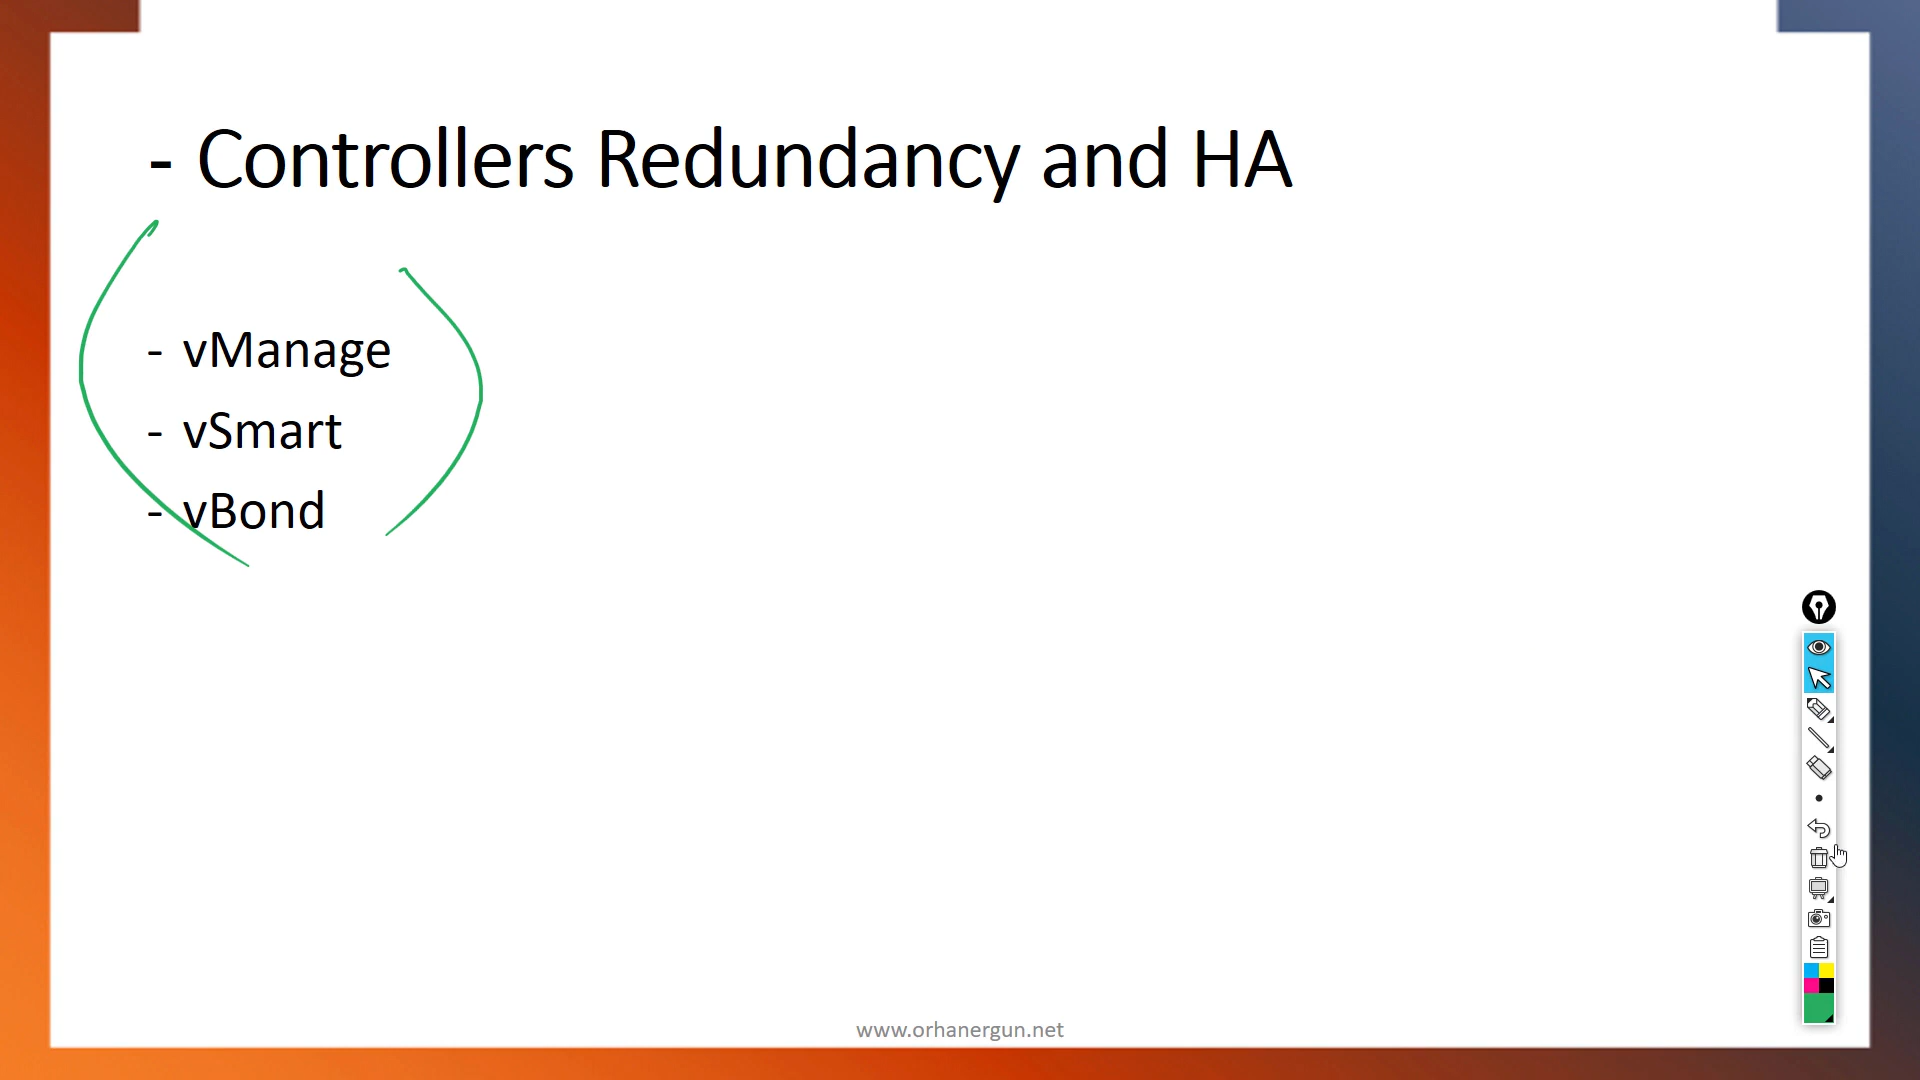 - Controllers Redundancy and HA
- vManage
- vSmart
- vBond
www.orhanergun.net